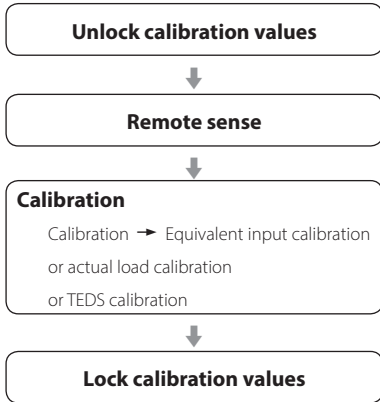 Unlock calibration values
Remote sense
Calibration
Calibration → Equivalent input calibration
or actual load calibration
or TEDS calibration
Lock calibration values